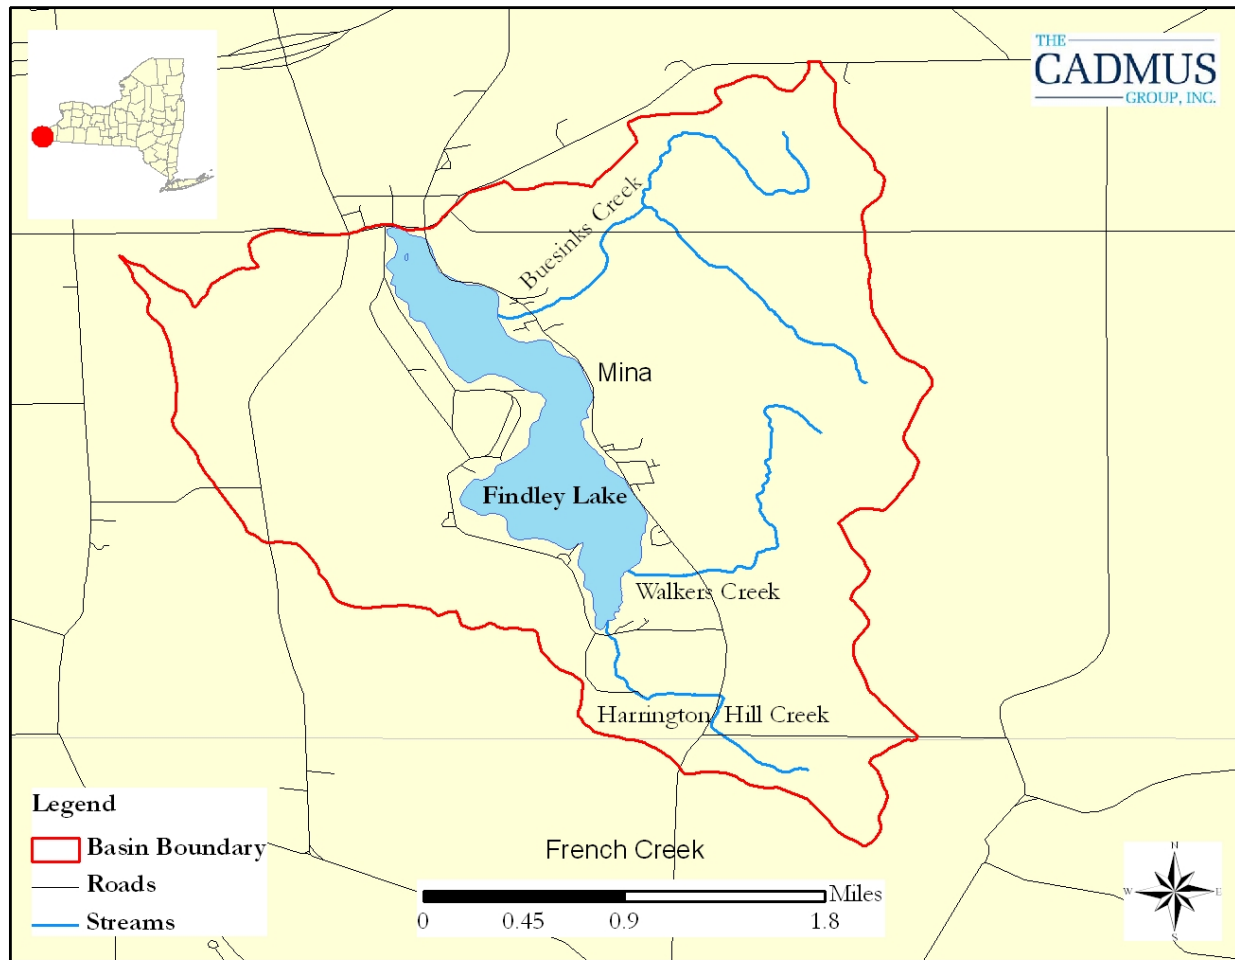 THE
CADMUS
GROUP, INC.
Buesinks Creek
Mina
Findley Lake
Walkers Creek
Harrington Hill Creek
French Creek
Legend
Basin Boundary
Roads
Streams
Miles
0 0.45 0.9 1.8
N
W E
S